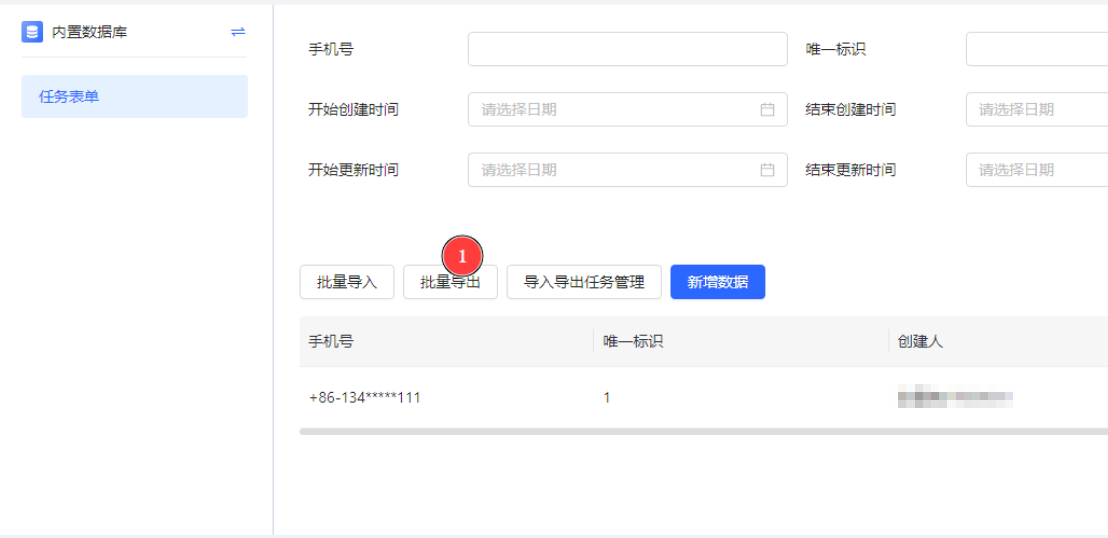 内置数据库
任务表单
手机号 唯一标识
开始创建时间 请选择日期 结束创建时间 请选择日期
开始更新时间 请选择日期 结束更新时间 请选择日期
1
批量导入 批量导出 导入导出任务管理 新增数据
手机号 唯一标识 创建人
+86-134*****111 1